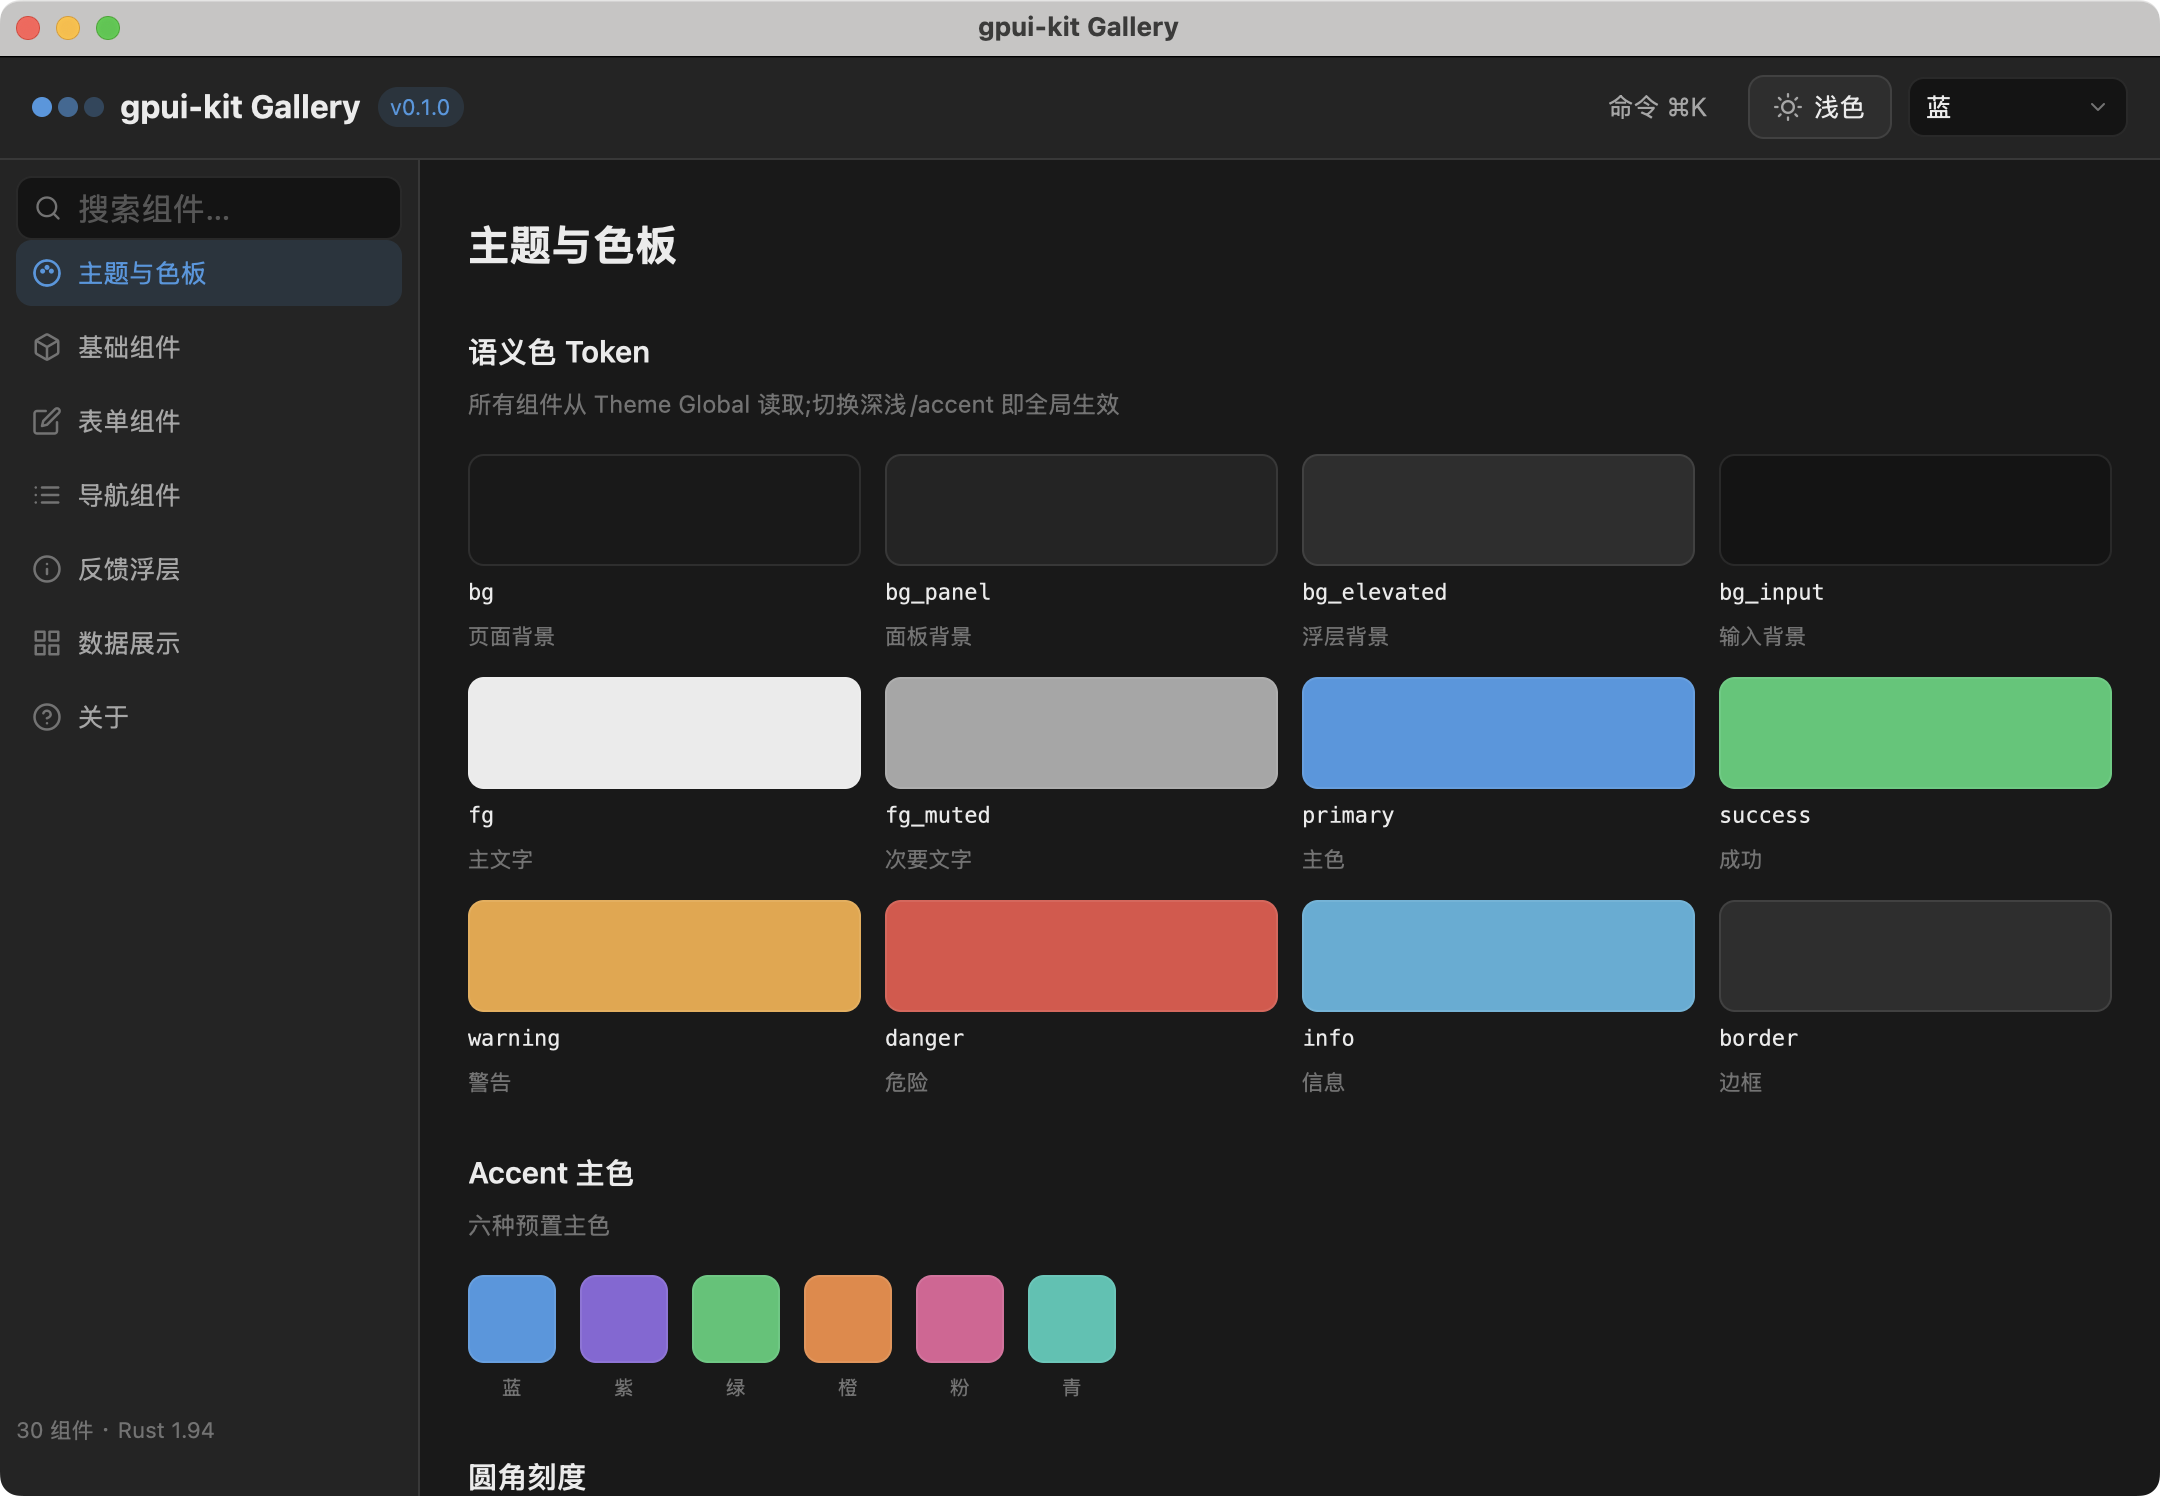 gpui-kit Gallery
gpui-kit Gallery
v0.1.0
命令 ⌘K
浅色
蓝
搜索组件...
主题与色板
基础组件
表单组件
导航组件
反馈浮层
数据展示
关于
30 组件 · Rust 1.94
主题与色板
语义色 Token
所有组件从 Theme Global 读取;切换深浅/accent 即全局生效
bg
页面背景
bg_panel
面板背景
bg_elevated
浮层背景
bg_input
输入背景
fg
主文字
fg_muted
次要文字
primary
主色
success
成功
warning
警告
danger
危险
info
信息
border
边框
Accent 主色
六种预置主色
蓝
紫
绿
橙
粉
青
圆角刻度